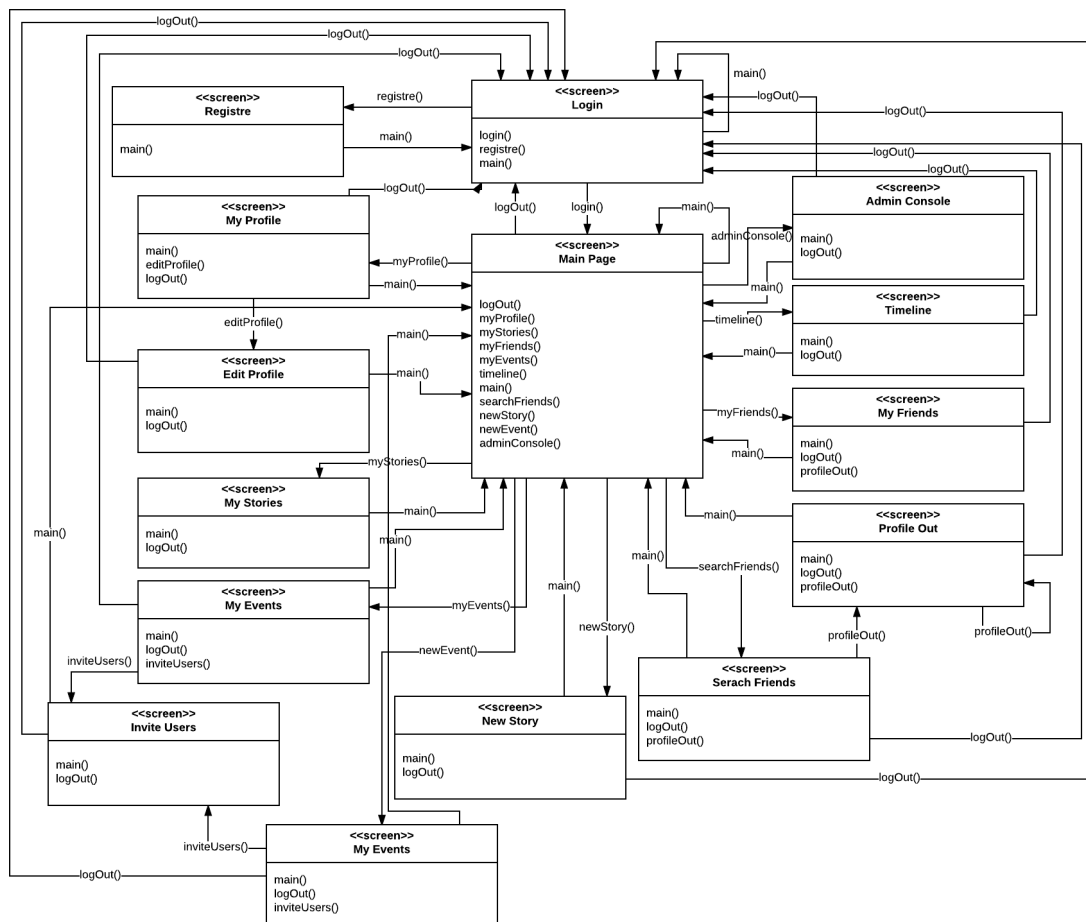 logOut()
logOut()
logOut()
logOut()
<<screen>>
Login
login()
registre()
main()
main()
<<screen>>
Registre
main()
registre()
main()
logOut()
logOut()
logOut()
logOut()
<<screen>>
My Profile
main()
editProfile()
logOut()
logOut()
logOut()
login()
main()
<<screen>>
Admin Console
main()
logOut()
adminConsole()
main()
<<screen>>
Main Page
logOut()
myProfile()
myStories()
myFriends()
myEvents()
timeline()
main()
searchFriends()
newStory()
newEvent()
adminConsole()
myProfile()
main()
<<screen>>
Timeline
main()
logOut()
timeline()
main()
editProfile()
main()
<<screen>>
Edit Profile
main()
logOut()
main()
<<screen>>
My Friends
main()
logOut()
profileOut()
myFriends()
main()
myStories()
<<screen>>
My Stories
main()
logOut()
main()
main()
main()
<<screen>>
Profile Out
main()
logOut()
profileOut()
main()
profileOut()
profileOut()
main()
searchFriends()
main()
newStory()
<<screen>>
My Events
main()
logOut()
inviteUsers()
myEvents()
newEvent()
inviteUsers()
<<screen>>
Serach Friends
main()
logOut()
profileOut()
logOut()
<<screen>>
Invite Users
main()
logOut()
<<screen>>
New Story
main()
logOut()
logOut()
inviteUsers()
logOut()
<<screen>>
My Events
main()
logOut()
inviteUsers()